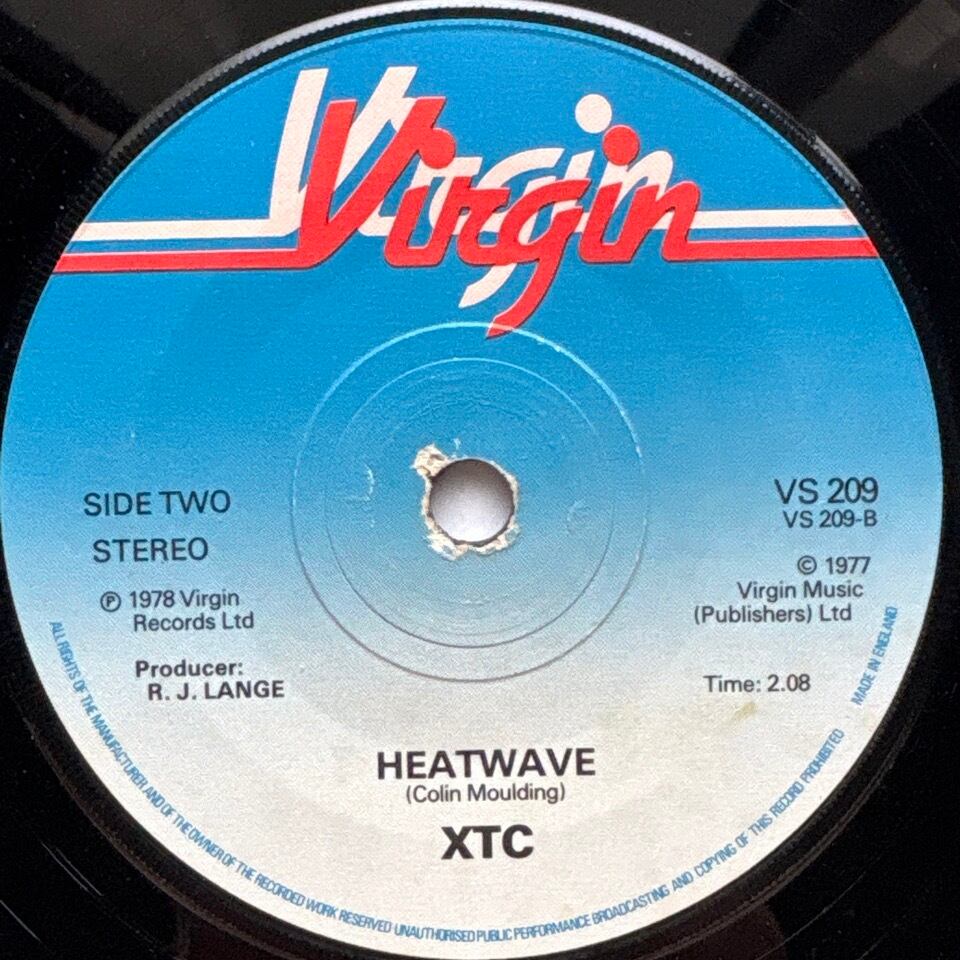 Virgin
SIDE TWO
STEREO
℗ 1978 Virgin
Records Ltd
Producer:
R. J. LANGE
VS 209
VS 209-B
© 1977
Virgin Music
(Publishers) Ltd
Time: 2.08
HEATWAVE
(Colin Moulding)
XTC
ALL RIGHTS OF THE MANUFACTURER AND OF THE OWNER OF THE RECORDED WORK RESERVED UNAUTHORISED PUBLIC PERFORMANCE BROADCASTING AND COPYING OF THIS RECORD PROHIBITED · MADE IN ENGLAND